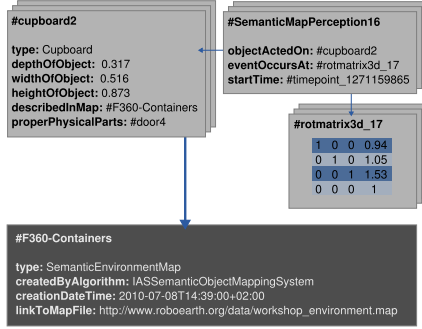 #cupboard2
type: Cupboard
depthOfObject: 0.317
widthOfObject: 0.516
heightOfObject: 0.873
describedInMap: #F360-Containers
properPhysicalParts: #door4
#SemanticMapPerception16
objectActedOn: #cupboard2
eventOccursAt: #rotmatrix3d_17
startTime: #timepoint_1271159865
#rotmatrix3d_17
1 0 0 0.94
0 1 0 1.05
0 0 1 1.53
0 0 0 1
#F360-Containers
type: SemanticEnvironmentMap
createdByAlgorithm: IASSemanticObjectMappingSystem
creationDateTime: 2010-07-08T14:39:00+02:00
linkToMapFile: http://www.roboearth.org/data/workshop_environment.map